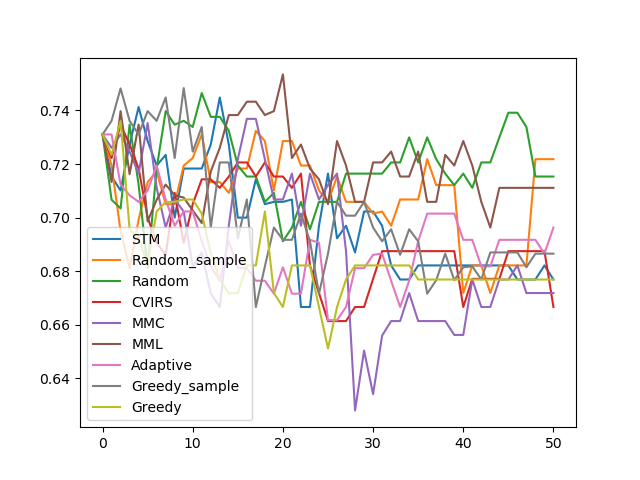 0.74
0.72
0.70
0.68
0.66
0.64
STM
Random_sample
Random
CVIRS
MMC
MML
Adaptive
Greedy_sample
Greedy
0 10 20 30 40 50